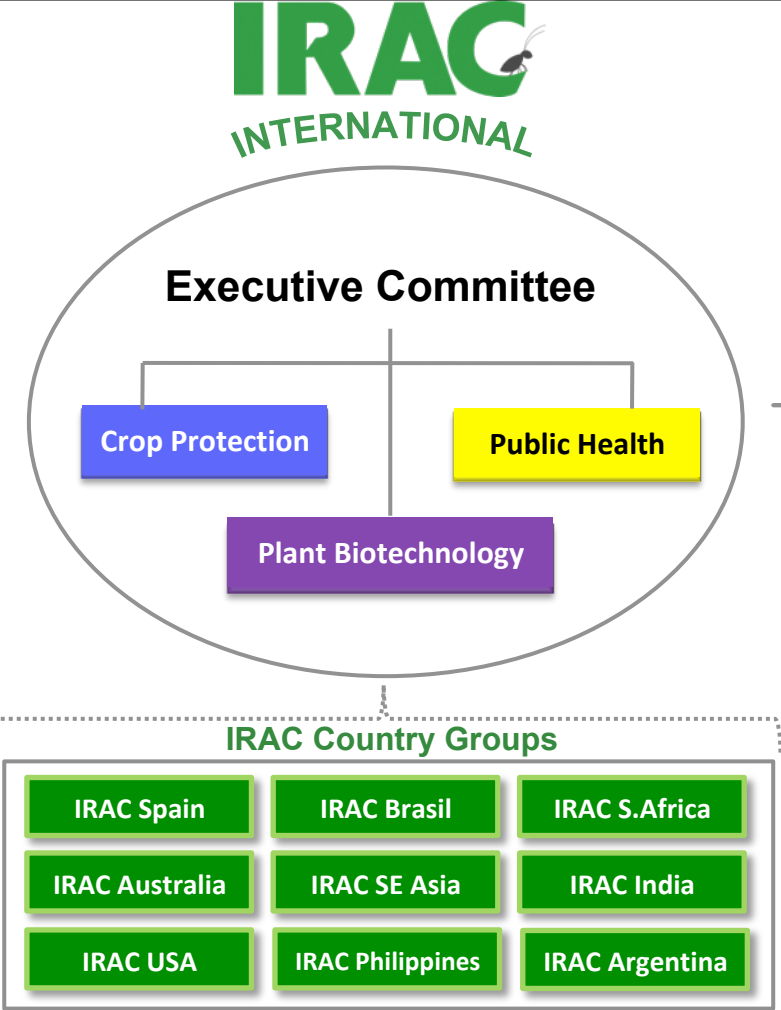 IRAC
INTERNATIONAL
Executive Committee
Crop Protection
Public Health
Plant Biotechnology
IRAC Country Groups
IRAC Spain
IRAC Brasil
IRAC S.Africa
IRAC Australia
IRAC SE Asia
IRAC India
IRAC USA
IRAC Philippines
IRAC Argentina